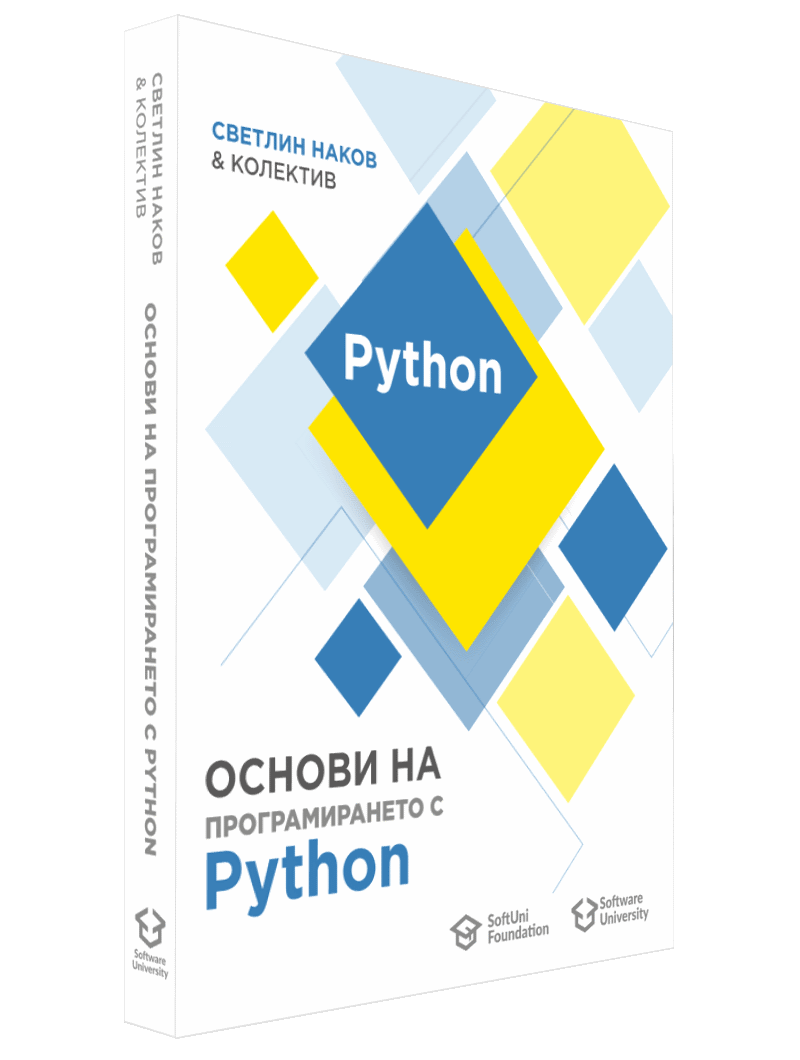 СВЕТЛИН НАКОВ
& КОЛЕКТИВ
ОСНОВИ НА ПРОГРАМИРАНЕТО С PYTHON
Software
University
СВЕТЛИН НАКОВ
& КОЛЕКТИВ
Python
ОСНОВИ НА
ПРОГРАМИРАНЕТО С
Python
SoftUni
Foundation
Software
University